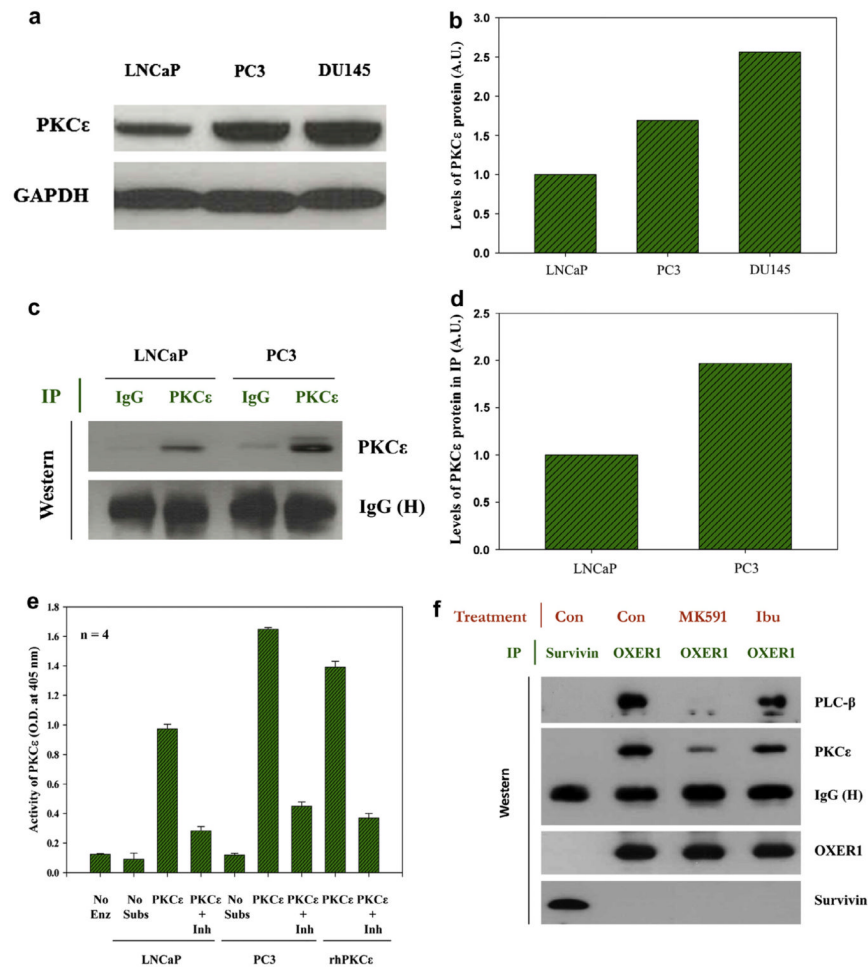 a
LNCaP PC3 DU145
PKCε
GAPDH
b
Levels of PKCε protein (A.U.)
3.0
2.5
2.0
1.5
1.0
0.5
0.0
LNCaP PC3 DU145
c
LNCaP PC3
IP IgG PKCε IgG PKCε
Western
PKCε
IgG (H)
d
Levels of PKCε protein in IP (A.U.)
2.5
2.0
1.5
1.0
0.5
0.0
LNCaP PC3
e
Activity of PKCε (O.D. at 405 nm)
n = 4
1.8
1.6
1.4
1.2
1.0
0.8
0.6
0.4
0.2
0.0
No No PKCε PKCε No PKCε PKCε PKCε PKCε
Enz Subs + Subs + +
Inh Inh Inh
LNCaP PC3 rhPKCε
f
Treatment Con Con MK591 Ibu
IP Survivin OXER1 OXER1 OXER1
Western
PLC-β
PKCε
IgG (H)
OXER1
Survivin